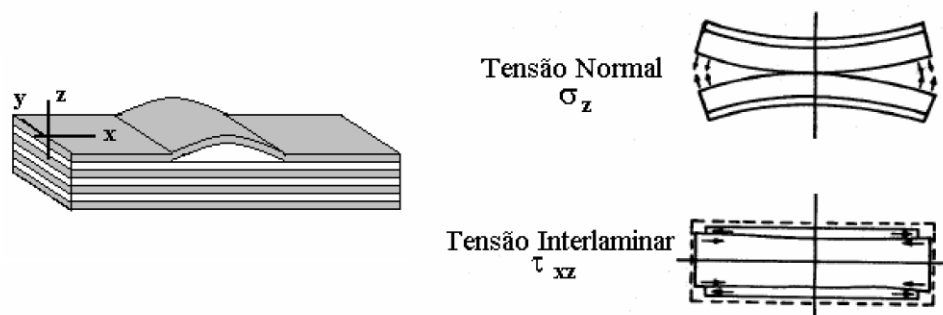 y
z
x
Tensão Normal
σz
Tensão Interlaminar
τ xz